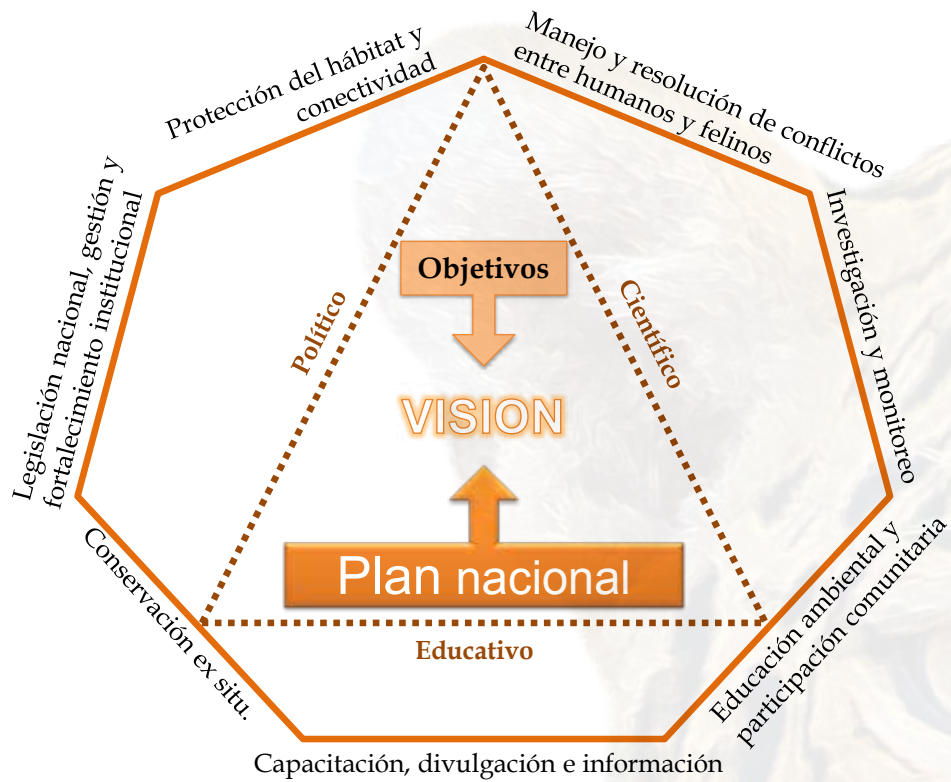 Protección del hábitat y
conectividad
Manejo y resolución de conflictos
entre humanos y felinos
Legislación nacional, gestión y
fortalecimiento institucional
Investigación y monitoreo
Objetivos
Político
Científico
VISION
Plan nacional
Educativo
Conservación ex situ.
Educación ambiental y
participación comunitaria
Capacitación, divulgación e información